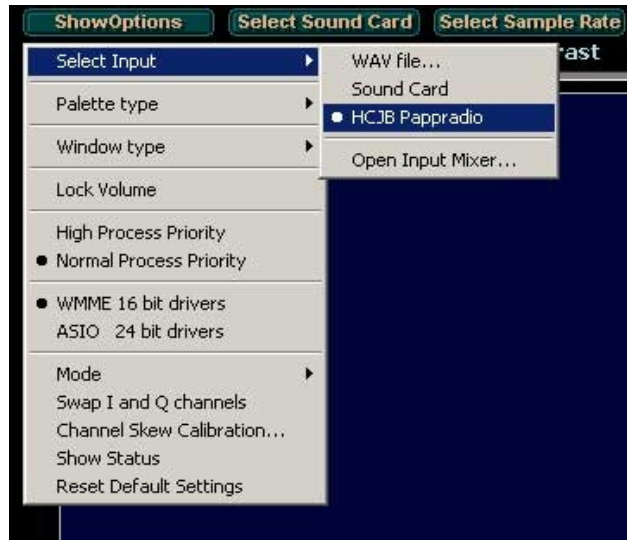 ShowOptions Select Sound Card Select Sample Rate
ast
Select Input
Palette type
Window type
Lock Volume
High Process Priority
Normal Process Priority
WMME 16 bit drivers
ASIO 24 bit drivers
Mode
Swap I and Q channels
Channel Skew Calibration...
Show Status
Reset Default Settings
WAV file...
Sound Card
HCJB Pappradio
Open Input Mixer...